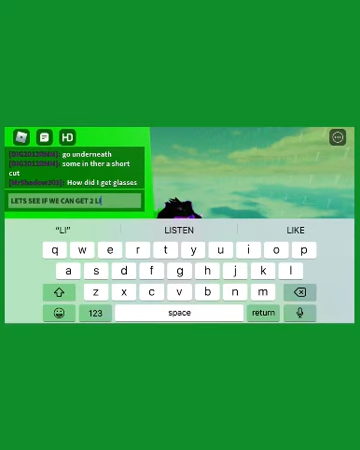 HD
go underneath
some in ther a short
cut
How did I get glasses
LETS SEE IF WE CAN GET 2 LI
"LI" LISTEN LIKE
q w e r t y u i o p
a s d f g h j k l
z x c v b n m
123 space return